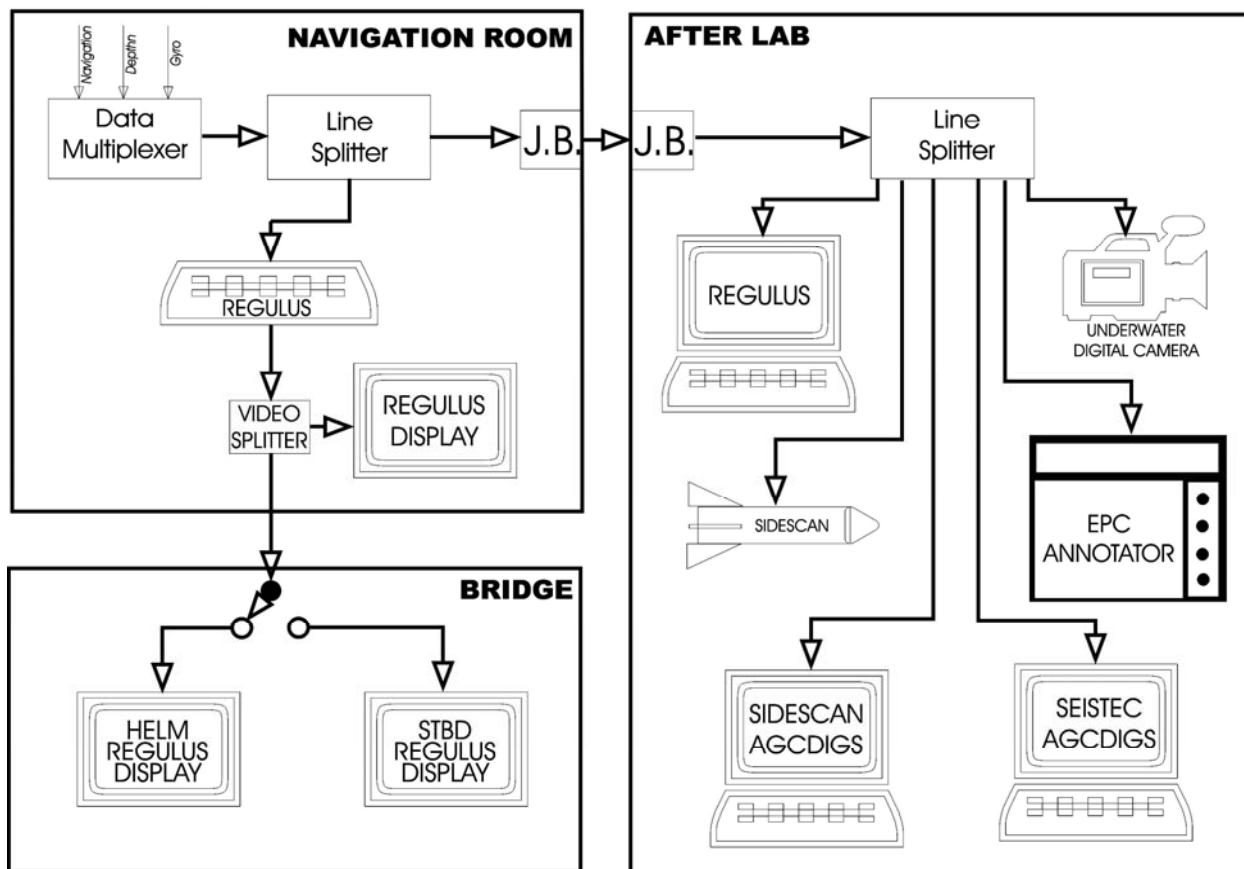 NAVIGATION ROOM
Navigation
Depthn
Gyro
Data
Multiplexer
Line
Splitter
J.B.
REGULUS
VIDEO
SPLITTER
REGULUS
DISPLAY
BRIDGE
HELM
REGULUS
DISPLAY
STBD
REGULUS
DISPLAY
AFTER LAB
J.B.
Line
Splitter
REGULUS
UNDERWATER
DIGITAL CAMERA
SIDESCAN
EPC
ANNOTATOR
SIDESCAN
AGCDIGS
SEISTEC
AGCDIGS